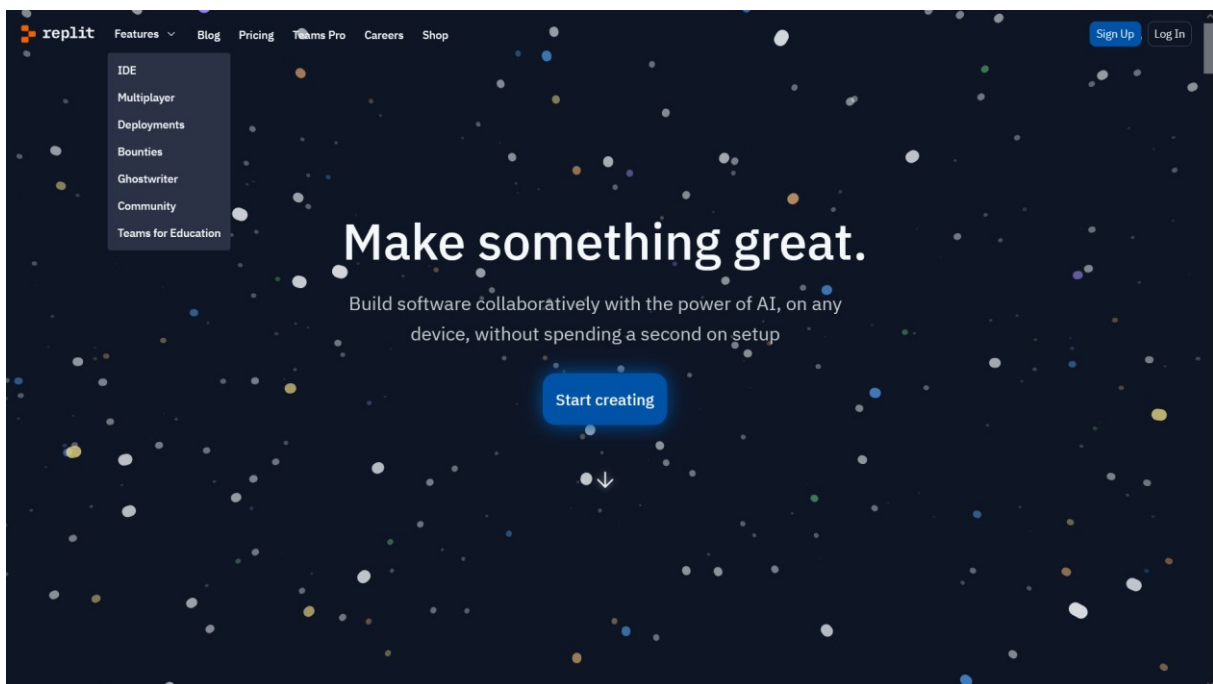 replit Features Blog Pricing Teams Pro Careers Shop Sign Up Log In
IDE
Multiplayer
Deployments
Bounties
Ghostwriter
Community
Teams for Education
Make something great.
Build software collaboratively with the power of AI, on any
device, without spending a second on setup
Start creating